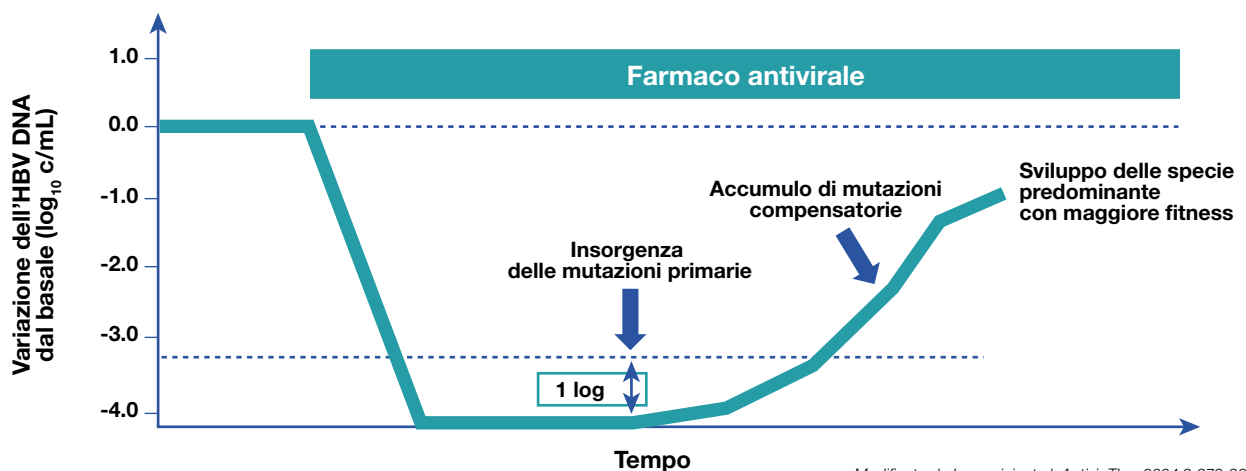 Farmaco antivirale
Variazione dell'HBV DNA
dal basale (log10 c/mL)
1.0
0.0
-1.0
-2.0
-3.0
-4.0
Insorgenza
delle mutazioni primarie
1 log
Accumulo di mutazioni
compensatorie
Sviluppo delle specie
predominante
con maggiore fitness
Tempo